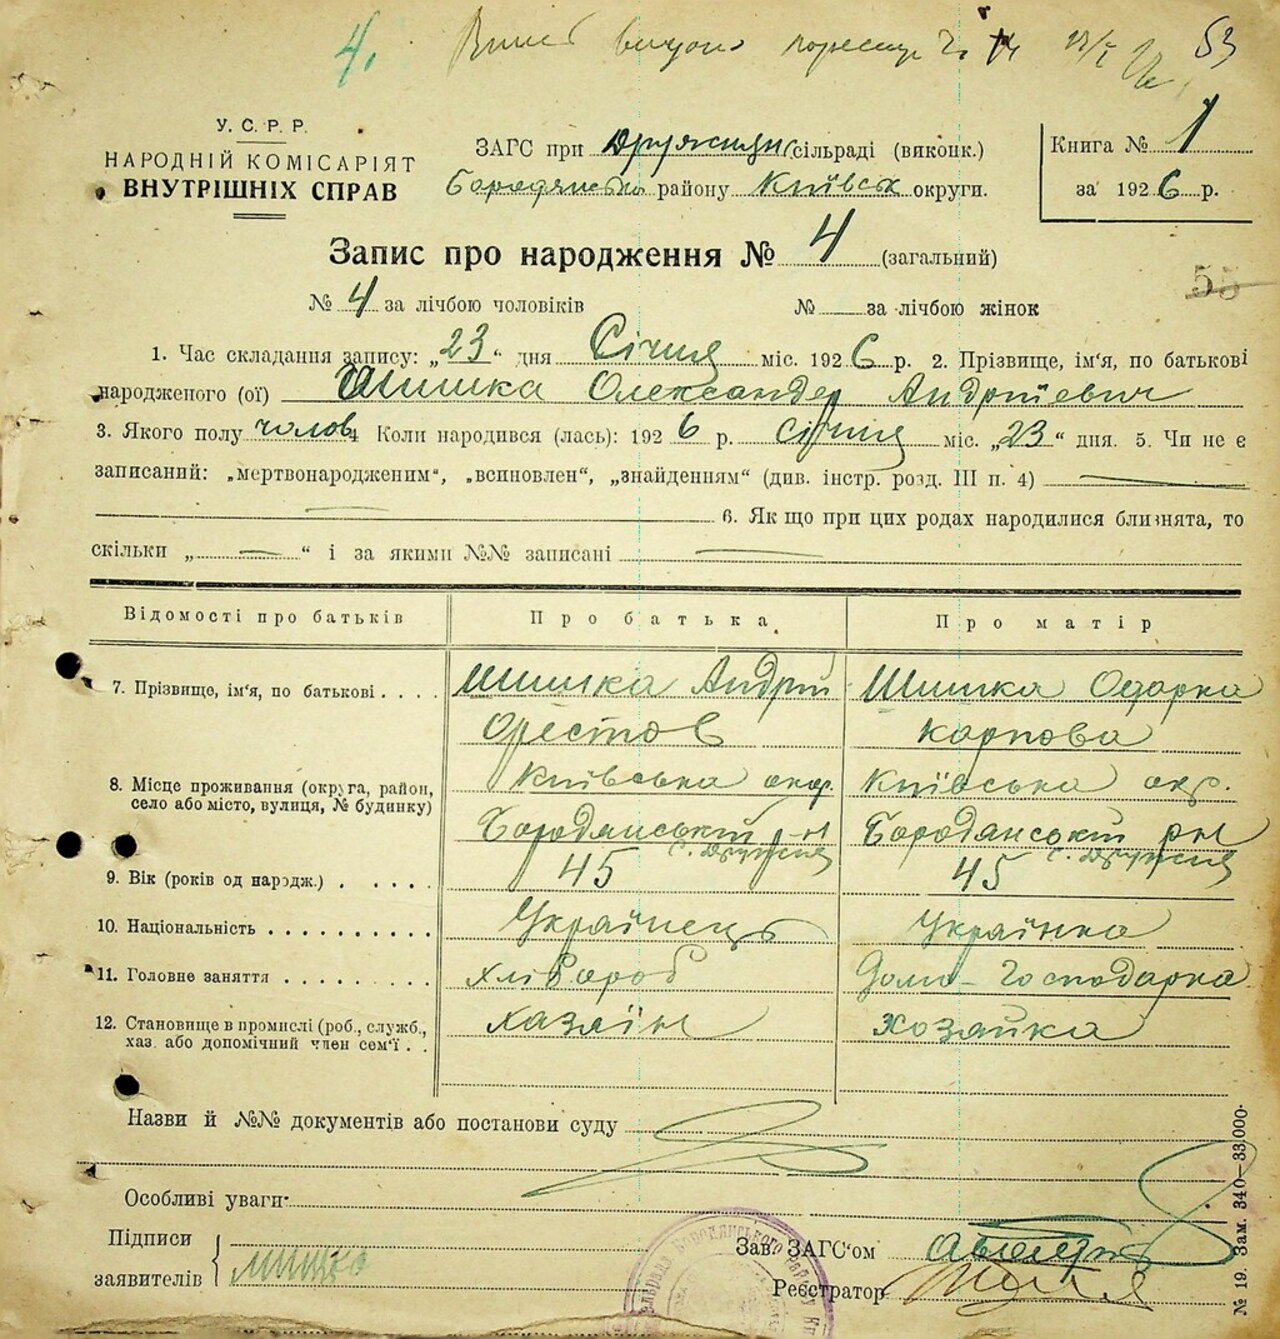 4.
53
У. С. Р. Р.
НАРОДНІЙ КОМІСАРІЯТ
ВНУТРІШНІХ СПРАВ
ЗАГС при Дружнян сільраді (виконк.)
Бородянсько району Київськ округи.
Книга № 1
за 1926 р.
Запис про народження № 4 (загальний)
55
№ 4 за лічбою чоловіків № за лічбою жінок
1. Час складання запису: „23“ дня Січня міс. 1926 р. 2. Прізвище, ім'я, по батькові
народженого (ої) Шишка Олександер Андрійевич
3. Якого полу чолов 4 Коли народився (лась): 1926 р. січня міс. „23“ дня. 5. Чи не є
записаний: „мертвонародженим“, „всиновлен“, „знайденням“ (див. інстр. розд. III п. 4)
6. Як що при цих родах народилися близнята, то
скільки „ — “ і за якими №№ записані —
Відомості про батьків Про батька Про матір
7. Прізвище, ім'я, по батькові . . . . Шишка Андрій Шишка Одарка
Орестов Карпова
8. Місце проживання (округа, район, село або місто, вулиця, № будинку)
Київська окр. Київська окр.
Бородянський р-н Бородянський рн
с. Дружня с. Дружня
9. Вік (років од народж.) . . . . . 45 45
10. Національність . . . . . . . . . . Українець Українка
11. Головне заняття . . . . . . . . . Хлібороб Домо-Господарка
12. Становище в промислі (роб., служб., хаз. або допомічний член сем'ї . . Хазяїн Хозяйка
Назви й №№ документів або постанови суду
Особливі уваги
Підписи
заявителів
Шишко
Зав. ЗАГС'ом
Реєстратор
№ 19. Зам. 340—33.000.